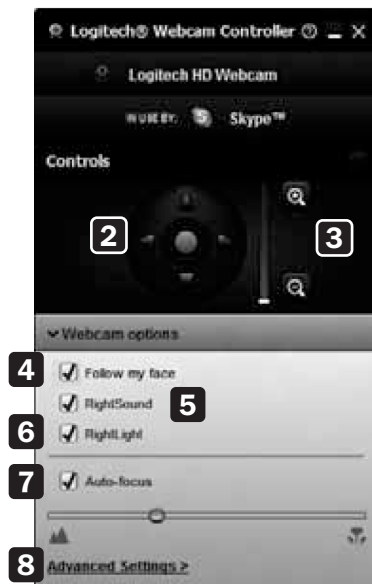 Logitech® Webcam Controller
Logitech HD Webcam
IN USE BY: Skype™
Controls
2
3
Webcam options
4 Follow my face
RightSound 5
6 RightLight
7 Auto-focus
8 Advanced Settings >